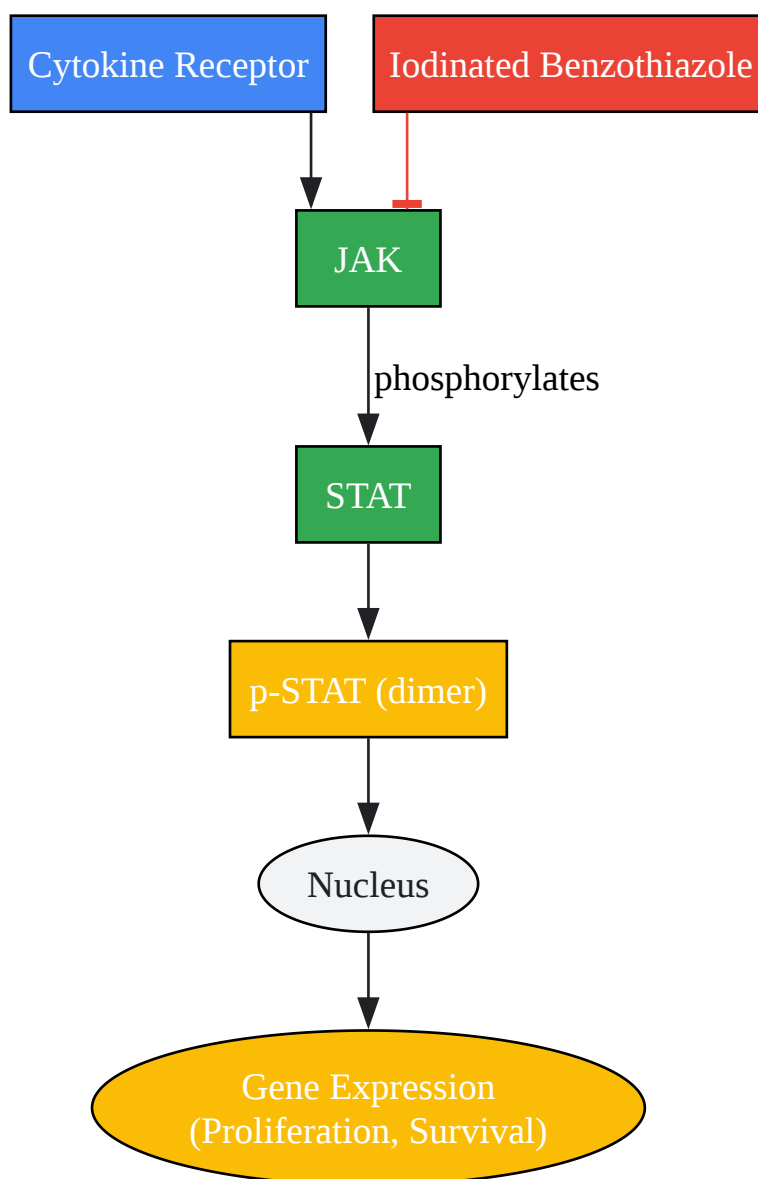 Cytokine Receptor
Iodinated Benzothiazole
JAK
phosphorylates
STAT
p-STAT (dimer)
Nucleus
Gene Expression
(Proliferation, Survival)